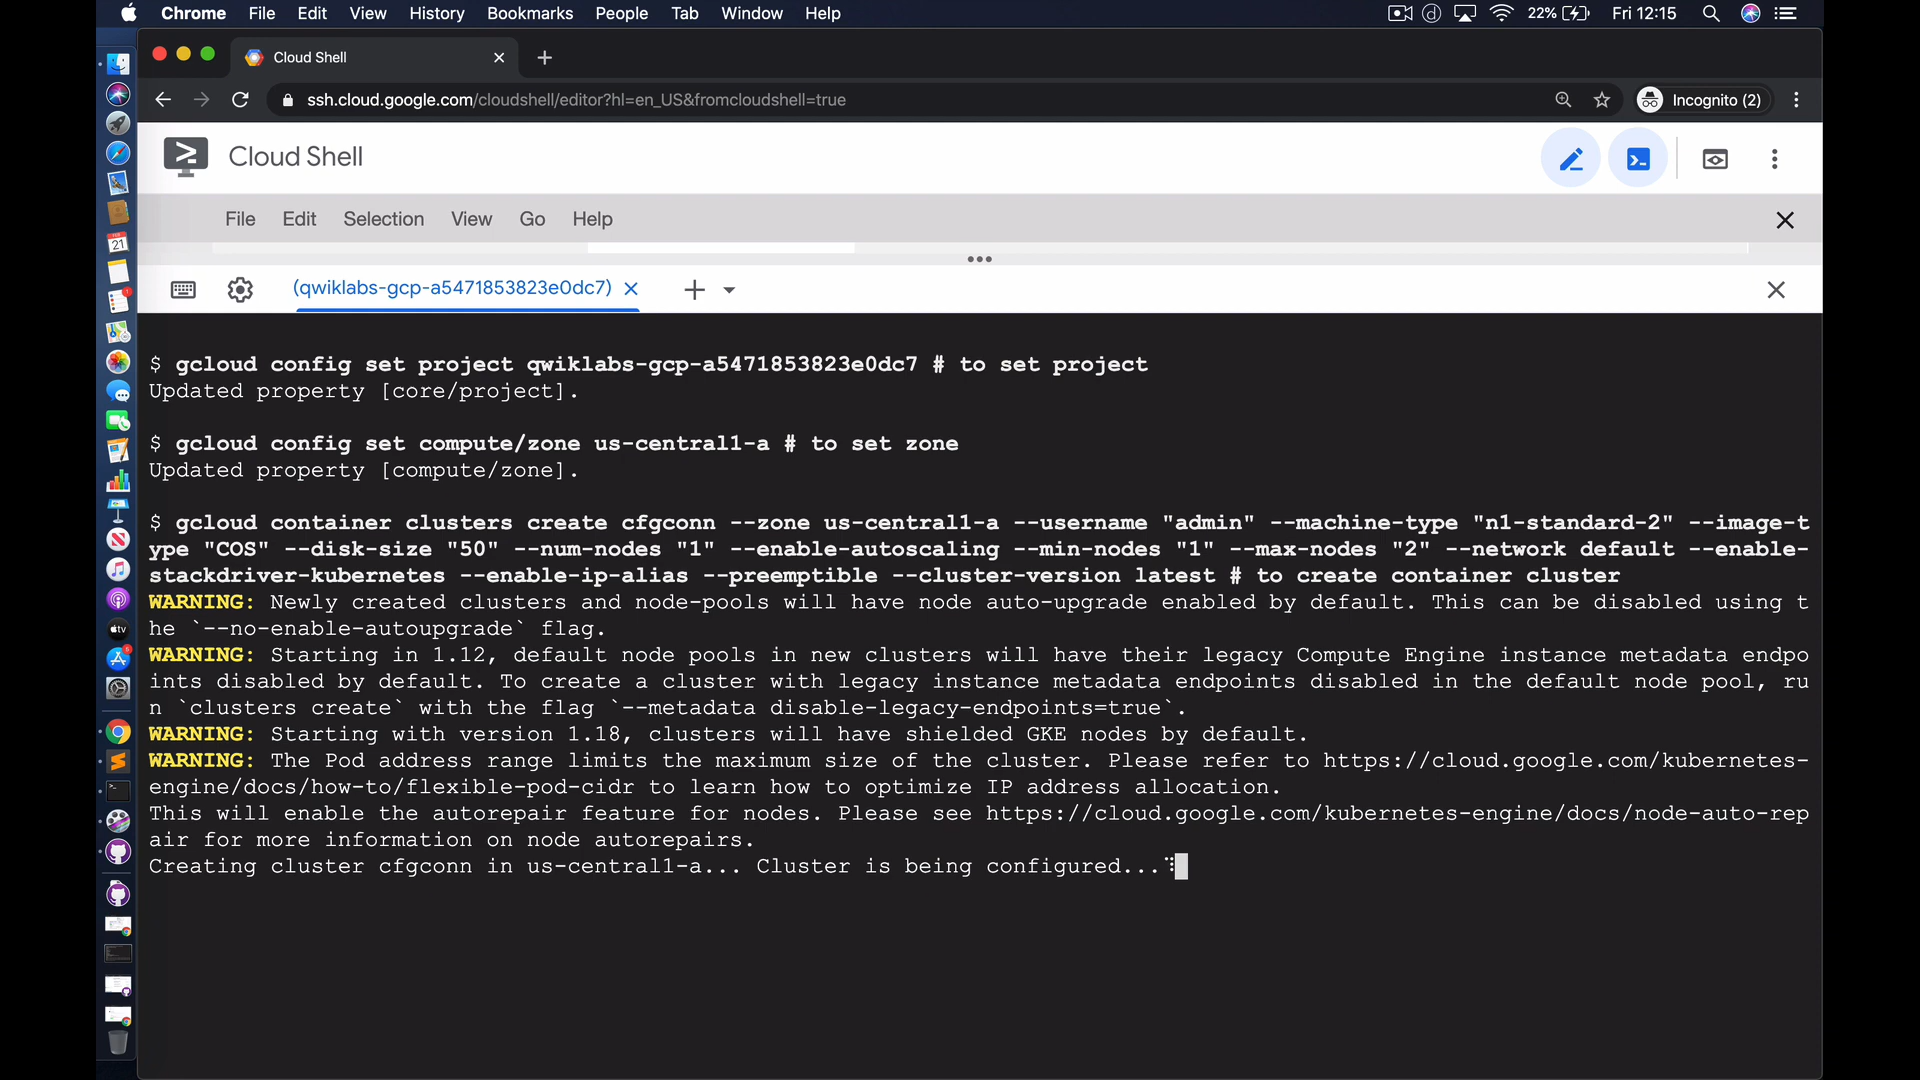 Chrome File Edit View History Bookmarks People Tab Window Help 22% Fri 12:15
Cloud Shell
ssh.cloud.google.com/cloudshell/editor?hl=en_US&fromcloudshell=true Incognito (2)
Cloud Shell
File Edit Selection View Go Help
(qwiklabs-gcp-a5471853823e0dc7)
$ gcloud config set project qwiklabs-gcp-a5471853823e0dc7 # to set project
Updated property [core/project].
$ gcloud config set compute/zone us-central1-a # to set zone
Updated property [compute/zone].
$ gcloud container clusters create cfgconn --zone us-central1-a --username "admin" --machine-type "n1-standard-2" --image-t
ype "COS" --disk-size "50" --num-nodes "1" --enable-autoscaling --min-nodes "1" --max-nodes "2" --network default --enable-
stackdriver-kubernetes --enable-ip-alias --preemptible --cluster-version latest # to create container cluster
WARNING: Newly created clusters and node-pools will have node auto-upgrade enabled by default. This can be disabled using t
he `--no-enable-autoupgrade` flag.
WARNING: Starting in 1.12, default node pools in new clusters will have their legacy Compute Engine instance metadata endpo
ints disabled by default. To create a cluster with legacy instance metadata endpoints disabled in the default node pool, ru
n `clusters create` with the flag `--metadata disable-legacy-endpoints=true`.
WARNING: Starting with version 1.18, clusters will have shielded GKE nodes by default.
WARNING: The Pod address range limits the maximum size of the cluster. Please refer to https://cloud.google.com/kubernetes-
engine/docs/how-to/flexible-pod-cidr to learn how to optimize IP address allocation.
This will enable the autorepair feature for nodes. Please see https://cloud.google.com/kubernetes-engine/docs/node-auto-rep
air for more information on node autorepairs.
Creating cluster cfgconn in us-central1-a... Cluster is being configured...
21
tv